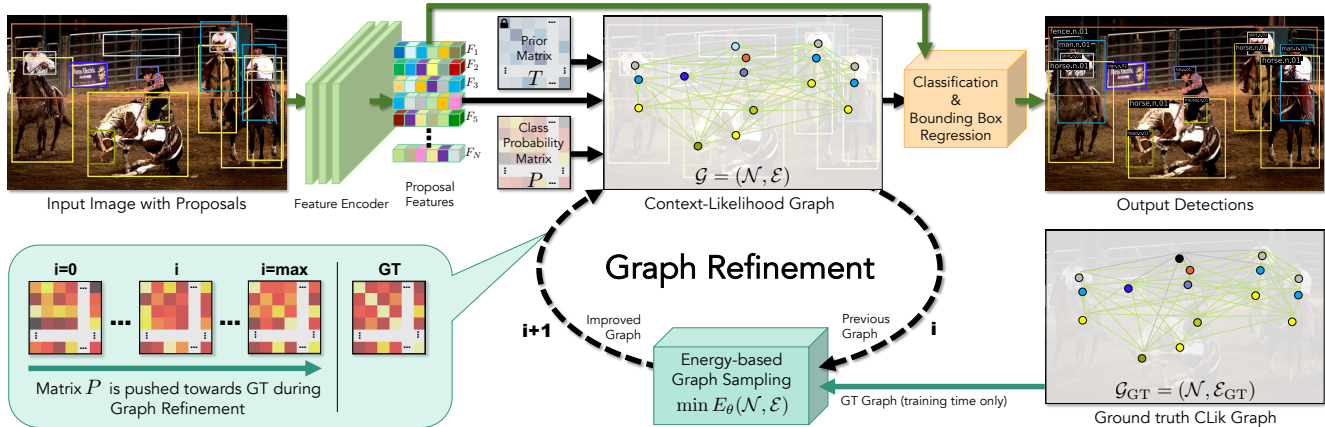 Input Image with Proposals
Feature Encoder
F1
F2
F3
F5
FN
Proposal
Features
Prior
Matrix
T
Class
Probability
Matrix
P
G = (N, E)
Context-Likelihood Graph
Classification
&
Bounding Box
Regression
fence.n.01
man.n.01
horse.n.01
man.n.01
horse.n.01
horse.n.01
horse.n.01
Output Detections
Graph Refinement
i+1
Improved
Graph
Previous
Graph
i
Energy-based
Graph Sampling
min Eθ(N, E)
GT Graph (training time only)
i=0
i
i=max
GT
Matrix P is pushed towards GT during
Graph Refinement
GGT = (N, EGT)
Ground truth CLik Graph